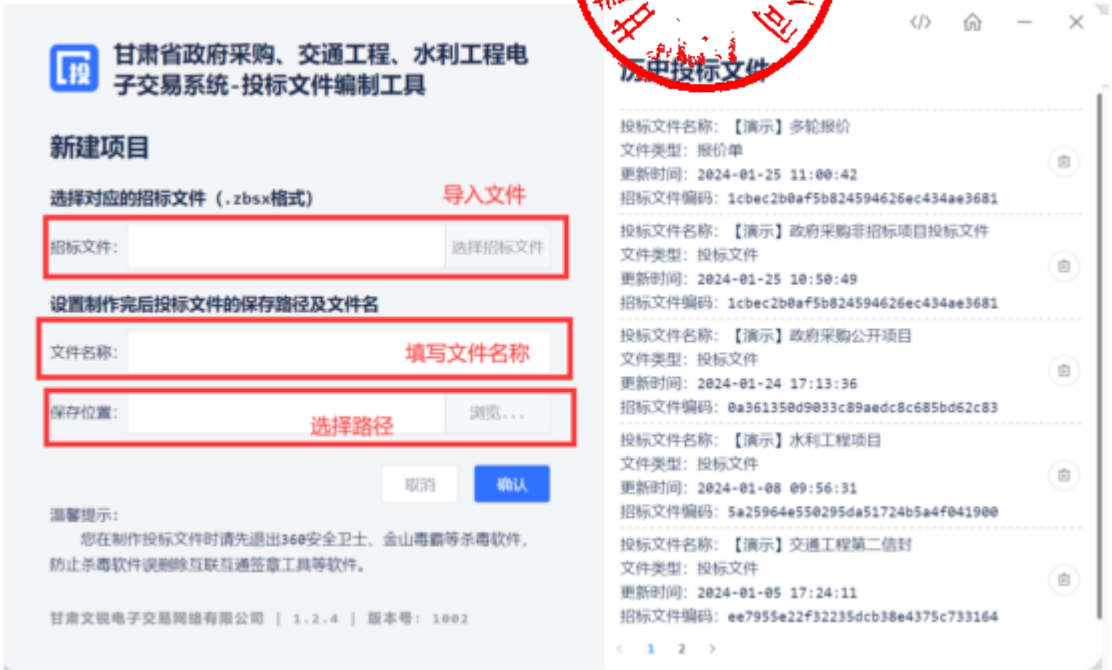 甘肃省政府采购、交通工程、水利工程电
子交易系统-投标文件编制工具
新建项目
选择对应的招标文件（.zbsx格式）
导入文件
招标文件：
选择招标文件
设置制作完后投标文件的保存路径及文件名
文件名称：
填写文件名称
保存位置：
选择路径
浏览...
取消
确认
温馨提示：
您在制作投标文件时请先退出360安全卫士、金山毒霸等杀毒软件，
防止杀毒软件误删除互联互通签章工具等软件。
甘肃文锐电子交易网络有限公司 | 1.2.4 | 版本号：1002
历史投标文件
投标文件名称：【演示】多轮报价
文件类型：报价单
更新时间：2024-01-25 11:00:42
招标文件编码：1cbec2b0af5b824594626ec434ae3681
投标文件名称：【演示】政府采购非招标项目投标文件
文件类型：投标文件
更新时间：2024-01-25 10:50:49
招标文件编码：1cbec2b0af5b824594626ec434ae3681
投标文件名称：【演示】政府采购公开项目
文件类型：投标文件
更新时间：2024-01-24 17:13:36
招标文件编码：0a361350d9033c89aedc8c685bd62c83
投标文件名称：【演示】水利工程项目
文件类型：投标文件
更新时间：2024-01-08 09:56:31
招标文件编码：5a25964e550295da51724b5a4f041900
投标文件名称：【演示】交通工程第二信封
文件类型：投标文件
更新时间：2024-01-05 17:24:11
招标文件编码：ee7955e22f32235dcb38e4375c733164
1 2